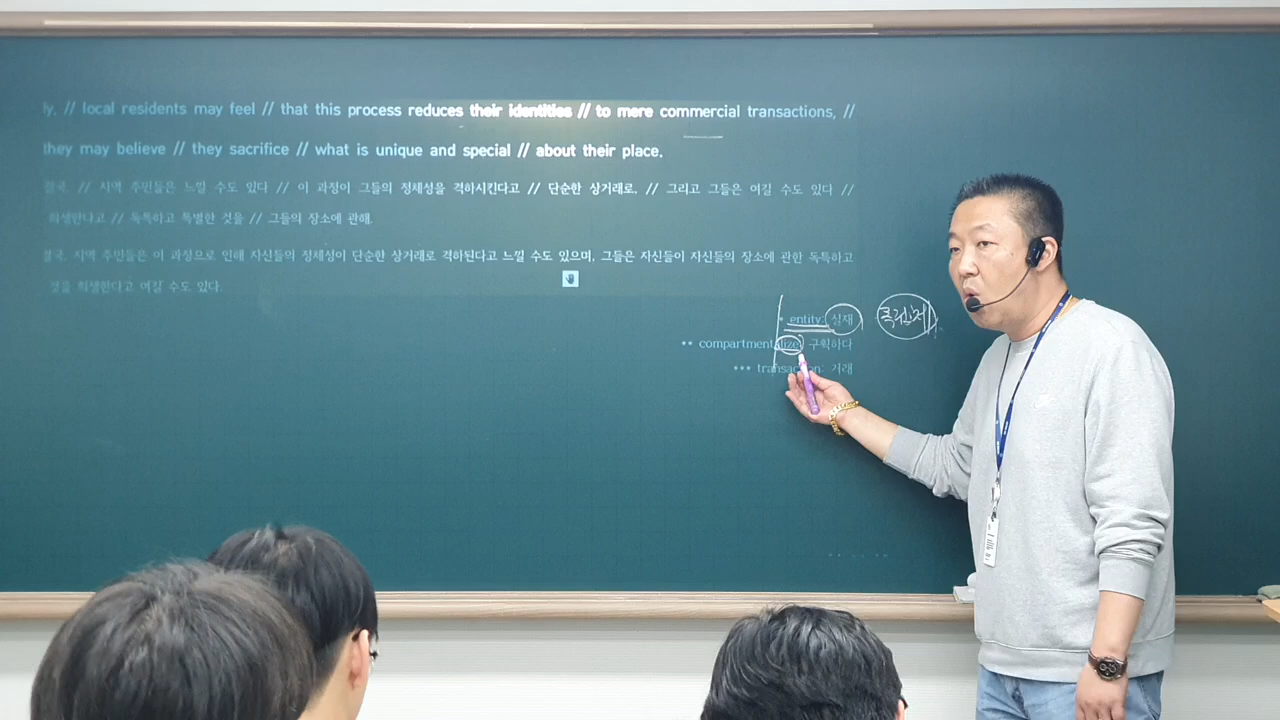 ly. // local residents may feel // that this process reduces their identities // to mere commercial transactions, //
they may believe // they sacrifice // what is unique and special // about their place.
결국. // 지역 주민들은 느낄 수도 있다 // 이 과정이 그들의 정체성을 격하시킨다고 // 단순한 상거래로. // 그리고 그들은 여길 수도 있다 //
희생한다고 // 독특하고 특별한 것을 // 그들의 장소에 관해.
결국. 지역 주민들은 이 과정으로 인해 자신들의 정체성이 단순한 상거래로 격하된다고 느낄 수도 있으며, 그들은 자신들이 자신들의 장소에 관한 독특하고
것을 희생한다고 여길 수도 있다.
* entity: 실재 독립체
** compartmentalize: 구획하다
*** transaction: 거래